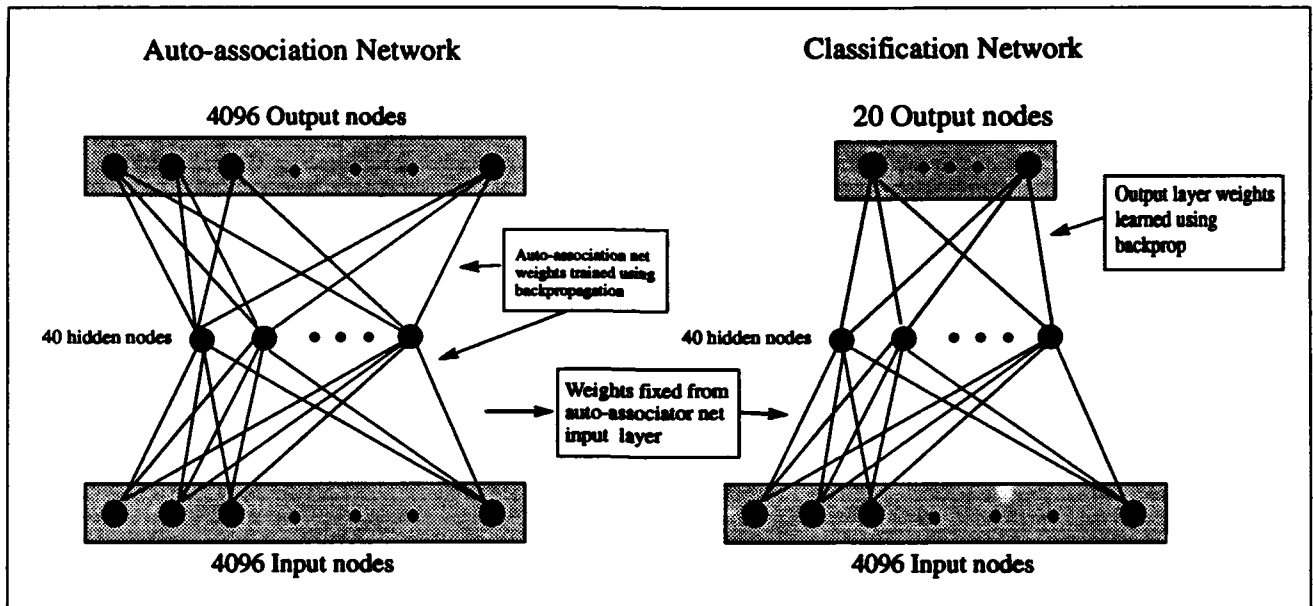 Auto-association Network
4096 Output nodes
Auto-association net
weights trained using
backpropagation
40 hidden nodes
Weights fixed from
auto-associator net
input layer
4096 Input nodes
Classification Network
20 Output nodes
Output layer weights
learned using
backprop
40 hidden nodes
4096 Input nodes